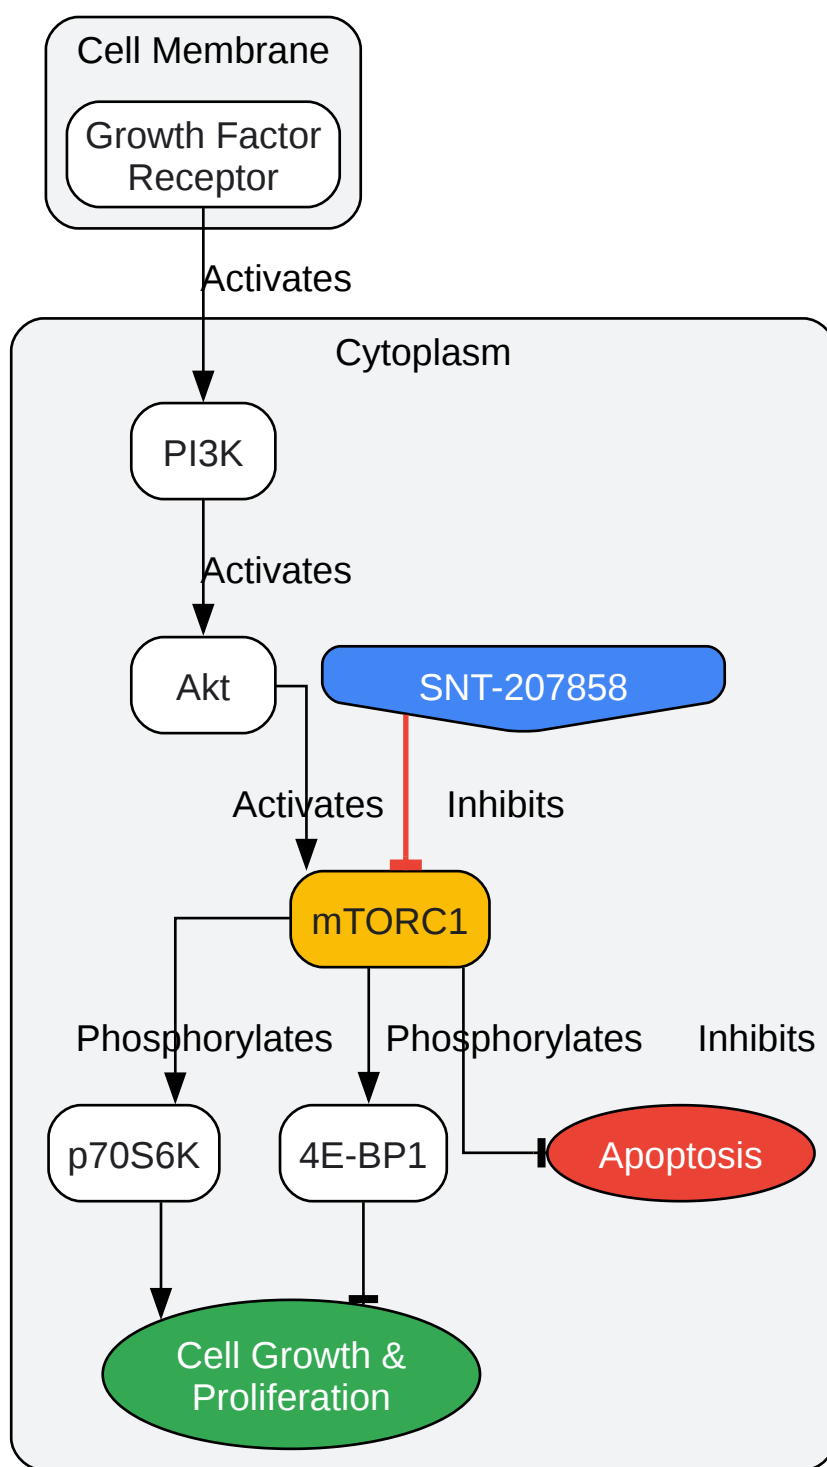 Cell Membrane
Growth Factor
Receptor
Activates
Cytoplasm
PI3K
Activates
Akt
SNT-207858
Activates
Inhibits
mTORC1
Phosphorylates
Phosphorylates
Inhibits
p70S6K
4E-BP1
Apoptosis
Cell Growth &
Proliferation